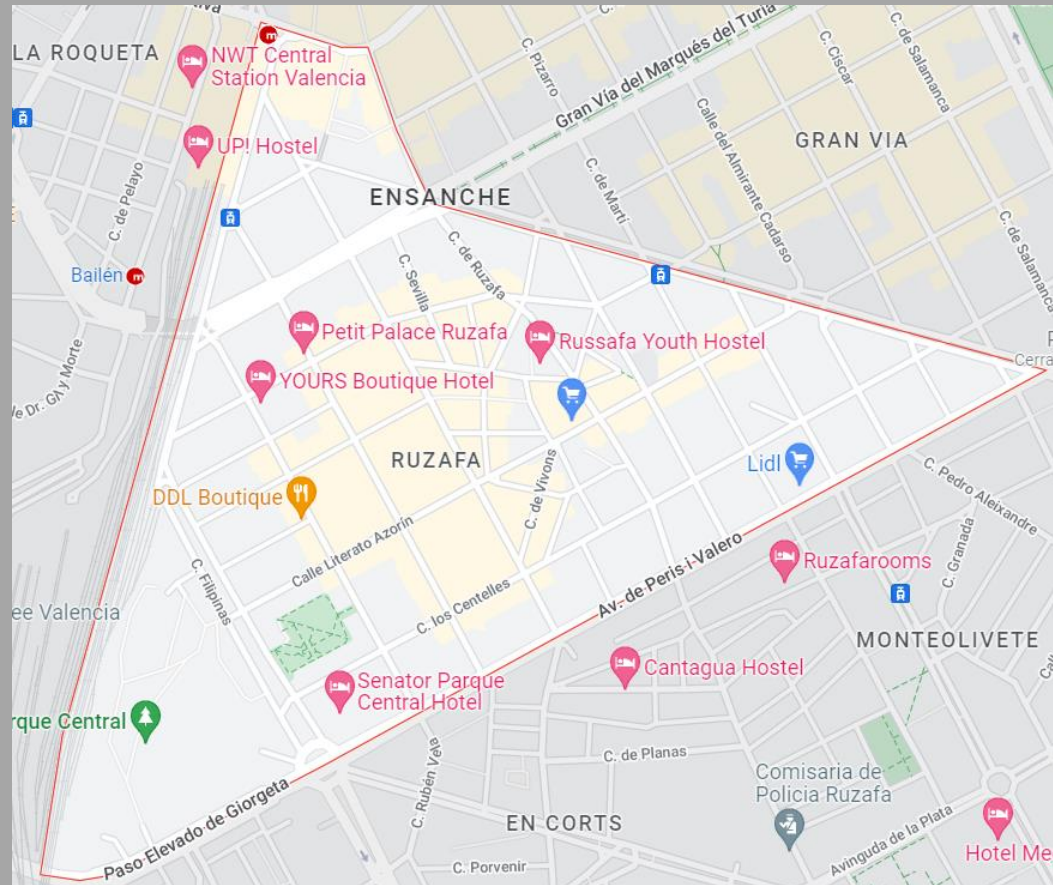 LA ROQUETA
NWT Central
Station Valencia
C. Pizarro
Gran Vía del Marqués del Turia
C. Císcar
C. de Salamanca
UP! Hostel
C. de Pelayo
ENSANCHE
C. de Martí
Calle del Almirante Cadarso
GRAN VIA
C. de Salamanca
Bailén
C. Sevilla
C. de Ruzafa
Petit Palace Ruzafa
Russafa Youth Hostel
Cerra
YOURS Boutique Hotel
RUZAFA
Lidl
C. de Vivons
C. Pedro Aleixandre
DDL Boutique
Calle Literato Azorín
C. Filipinas
C. los Centelles
Av. de Peris i Valero
Ruzafarooms
C. Granada
ee Valencia
MONTEOLIVETE
Senator Parque
Central Hotel
Cantagua Hostel
rque Central
C. Rubén Vela
C. de Planas
Comisaria de
Policia Ruzafa
Paso Elevado de Giorgeta
EN CORTS
C. Porvenir
Avinguda de la Plata
Hotel Me